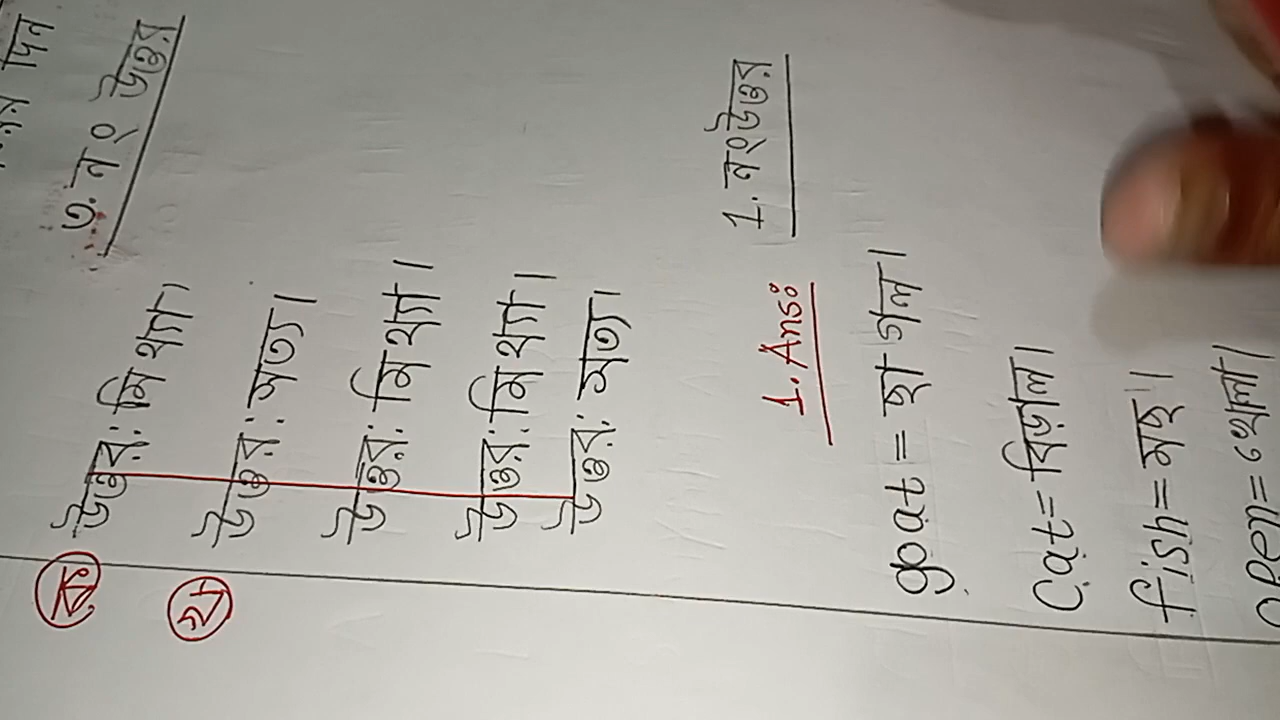 দিন
৩. নং উত্তর
ক উত্তর: মিথ্যা।
খ উত্তর: সত্য।
উত্তর: মিথ্যা।
উত্তর: মিথ্যা।
উত্তর: সত্য।
1. নং উত্তর
1. Ans:
goat = ছাগল।
Cat = বিড়াল।
fish = মাছ।
open = খোলা।